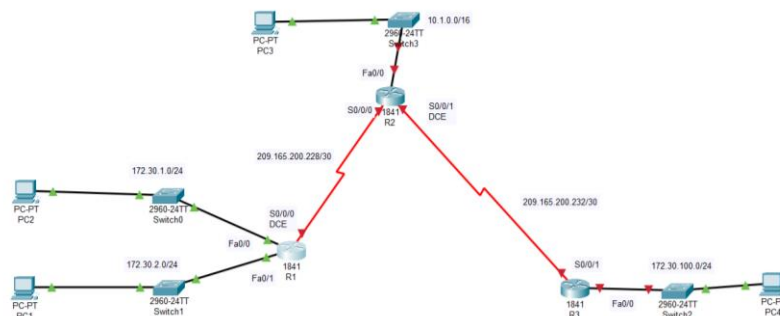 10.1.0.0/16
PC-PT
PC3
2960-24TT
Switch3
Fa0/0
S0/0/0
S0/0/1
DCE
1841
R2
209.165.200.228/30
172.30.1.0/24
PC-PT
PC2
2960-24TT
Switch0
S0/0/0
DCE
Fa0/0
209.165.200.232/30
172.30.2.0/24
Fa0/1
1841
R1
PC-PT
PC1
2960-24TT
Switch1
S0/0/1
172.30.100.0/24
1841
R3
Fa0/0
2960-24TT
Switch2
PC-PT